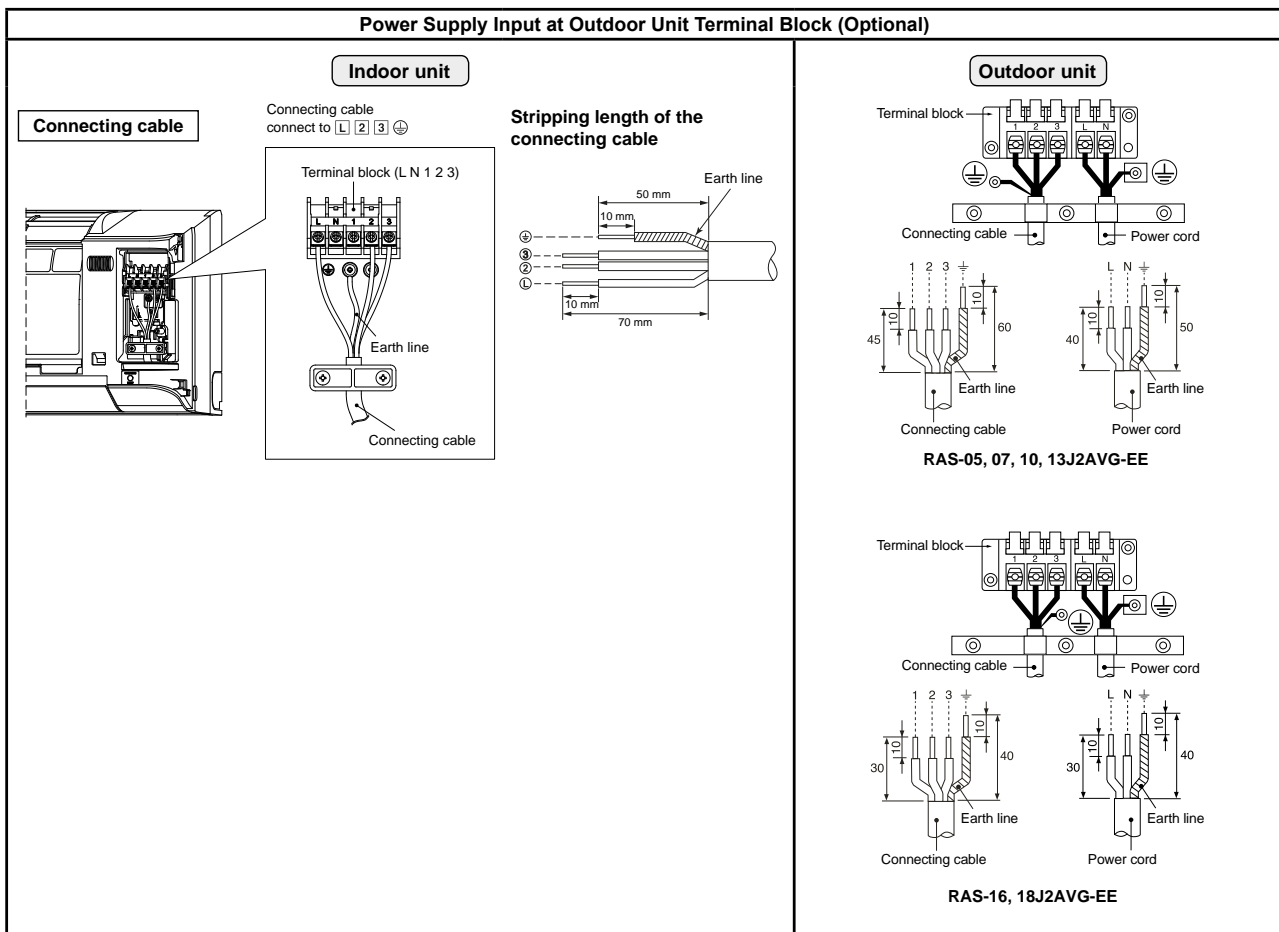 Power Supply Input at Outdoor Unit Terminal Block (Optional)
Indoor unit
Connecting cable
Connecting cable
connect to L 2 3 ⏚
Terminal block (L N 1 2 3)
L N 1 2 3
Earth line
Connecting cable
Stripping length of the
connecting cable
Earth line
50 mm
10 mm
⏚
③
②
Ⓛ
10 mm
70 mm
Outdoor unit
Terminal block
1 2 3 L N
⏚ ⏚
Connecting cable
Power cord
1 2 3 ⏚
10
10
45
60
Earth line
Connecting cable
L N ⏚
10
10
40
50
Earth line
Power cord
RAS-05, 07, 10, 13J2AVG-EE
Terminal block
1 2 3 L N
⏚ ⏚
Connecting cable
Power cord
1 2 3 ⏚
10
10
30
40
Earth line
Connecting cable
L N ⏚
10
10
30
40
Earth line
Power cord
RAS-16, 18J2AVG-EE